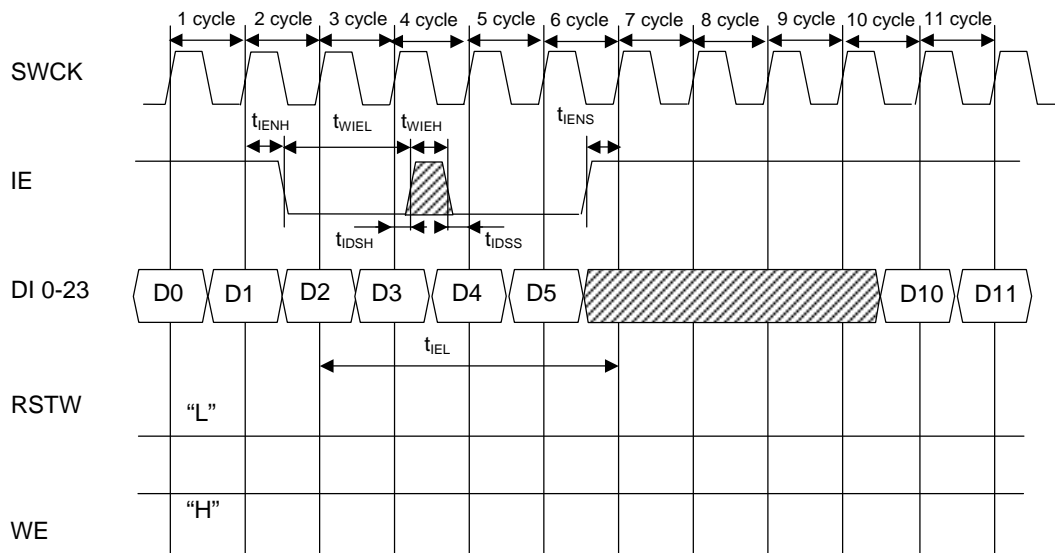 1 cycle 2 cycle 3 cycle 4 cycle 5 cycle 6 cycle 7 cycle 8 cycle 9 cycle 10 cycle 11 cycle
SWCK
tIENH tWIEL tWIEH tIENS
IE
tIDSH tIDSS
DI 0-23 D0 D1 D2 D3 D4 D5 D10 D11
tIEL
RSTW “L”
“H”
WE